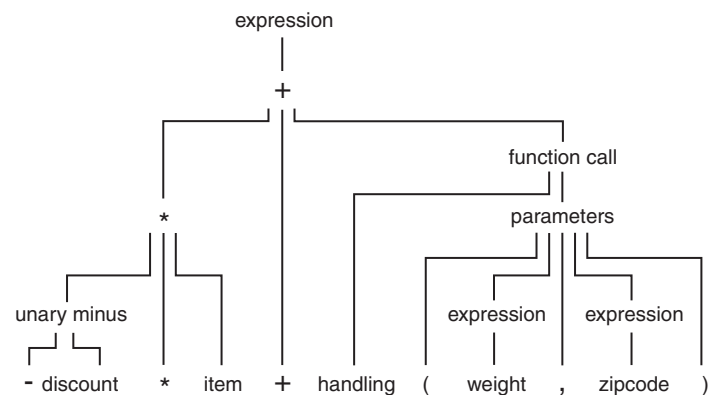 expression
+
function call
* parameters
unary minus expression expression
- discount * item + handling ( weight , zipcode )